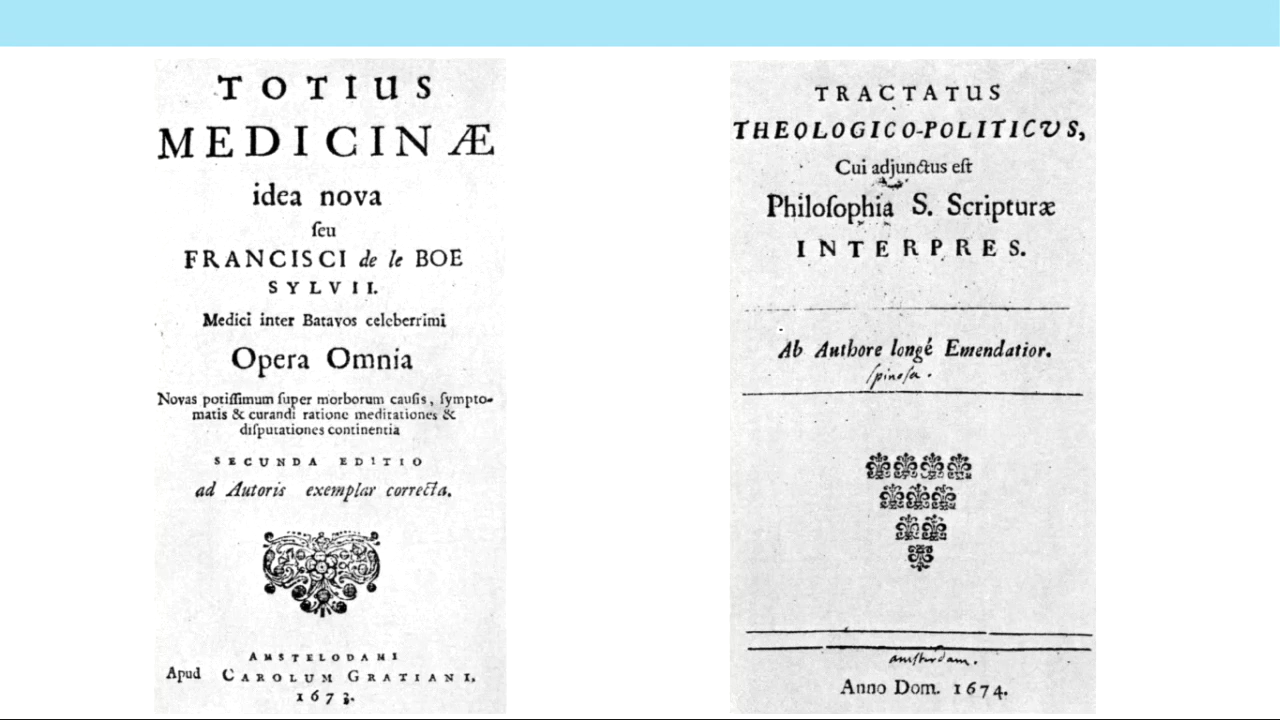 TOTIUS
MEDICINÆ
idea nova
ſeu
FRANCISCI de le BOE
SYLVII.
Medici inter Batavos celeberrimi
Opera Omnia
Novas potiſſimum ſuper morborum cauſis, ſympto-
matis & curandi ratione meditationes &
diſputationes continentia
SECUNDA EDITIO
ad Autoris exemplar correcta.
AMSTELODAMI
Apud CAROLUM GRATIANI,
1673.
TRACTATUS
THEOLOGICO-POLITICUS,
Cui adjunctus eſt
Philoſophia S. Scripturæ
INTERPRES.
Ab Authore longé Emendatior.
ſpinoſa.
amſterdam.
Anno Dom. 1674.